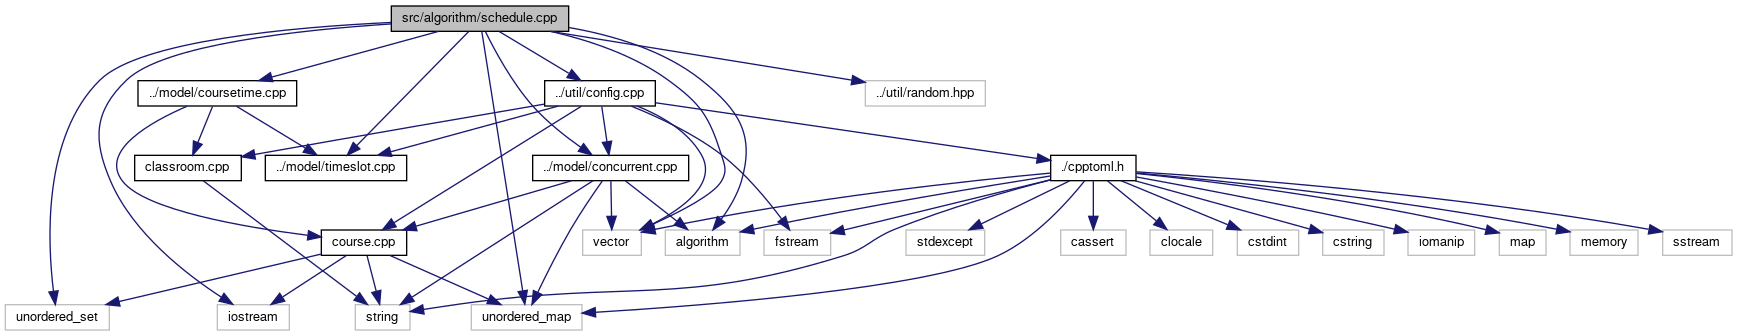 src/algorithm/schedule.cpp
../model/coursetime.cpp
../util/config.cpp
../util/random.hpp
classroom.cpp
../model/timeslot.cpp
../model/concurrent.cpp
./cpptoml.h
course.cpp
vector
algorithm
fstream
stdexcept
cassert
clocale
cstdint
cstring
iomanip
map
memory
sstream
unordered_set
iostream
string
unordered_map